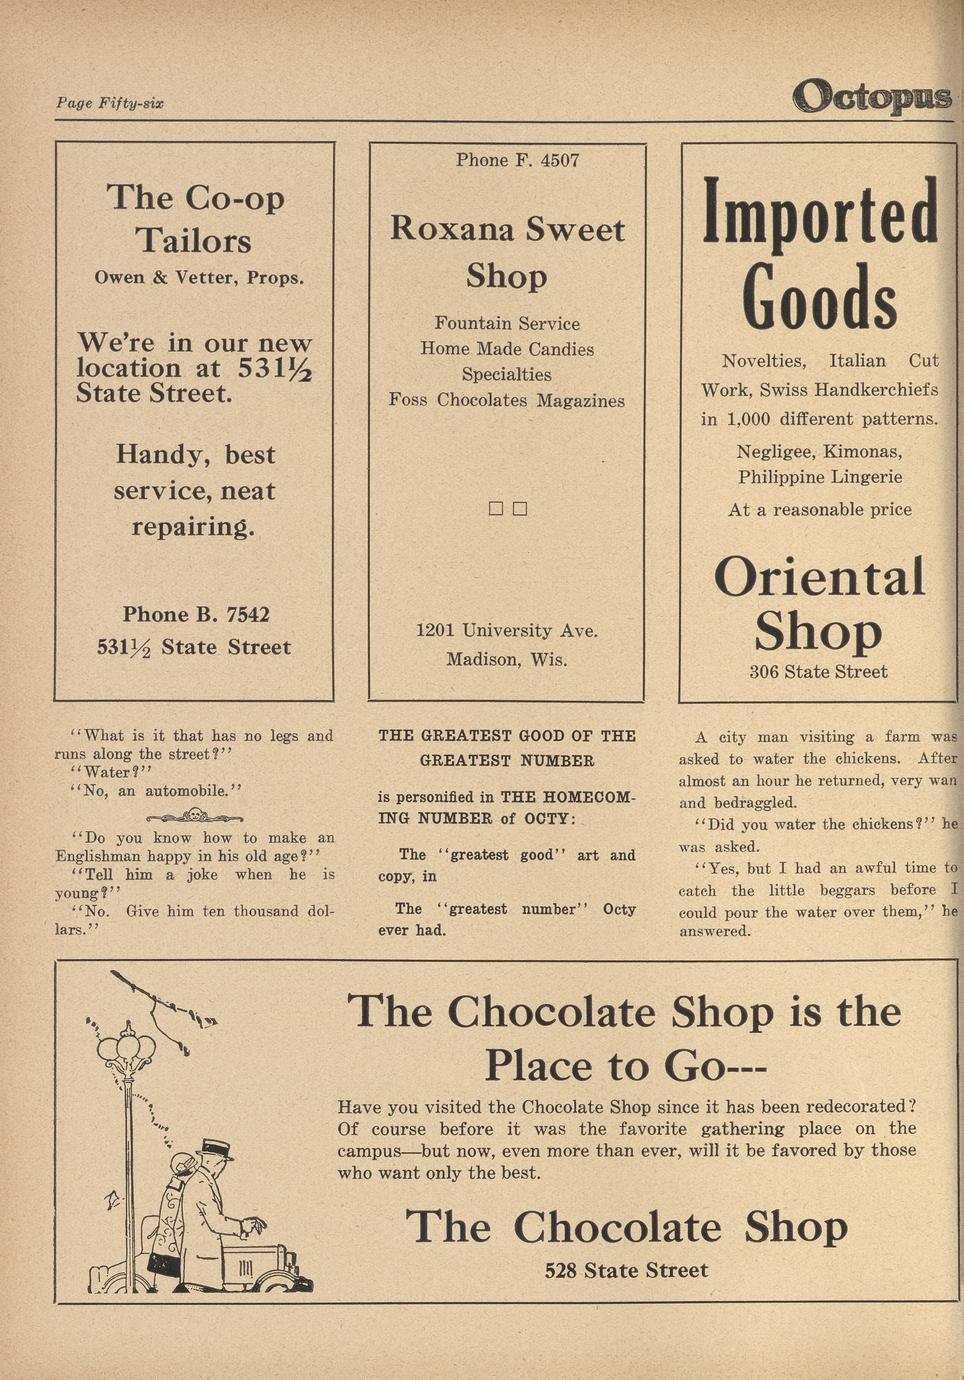 Page Fifty-six
Octopus
The Co-op
Tailors
Owen & Vetter, Props.
We're in our new
location at 531½
State Street.
Handy, best
service, neat
repairing.
Phone B. 7542
531½ State Street
Phone F. 4507
Roxana Sweet
Shop
Fountain Service
Home Made Candies
Specialties
Foss Chocolates Magazines
□ □
1201 University Ave.
Madison, Wis.
Imported
Goods
Novelties, Italian Cut
Work, Swiss Handkerchiefs
in 1,000 different patterns.
Negligee, Kimonas,
Philippine Lingerie
At a reasonable price
Oriental
Shop
306 State Street
"What is it that has no legs and
runs along the street?"
"Water?"
"No, an automobile."
"Do you know how to make an
Englishman happy in his old age?"
"Tell him a joke when he is
young?"
"No. Give him ten thousand dol-
lars."
THE GREATEST GOOD OF THE
GREATEST NUMBER
is personified in THE HOMECOM-
ING NUMBER of OCTY:
The "greatest good" art and
copy, in
The "greatest number" Octy
ever had.
A city man visiting a farm was
asked to water the chickens. After
almost an hour he returned, very wan
and bedraggled.
"Did you water the chickens?" he
was asked.
"Yes, but I had an awful time to
catch the little beggars before I
could pour the water over them," he
answered.
The Chocolate Shop is the
Place to Go---
Have you visited the Chocolate Shop since it has been redecorated?
Of course before it was the favorite gathering place on the
campus—but now, even more than ever, will it be favored by those
who want only the best.
The Chocolate Shop
528 State Street